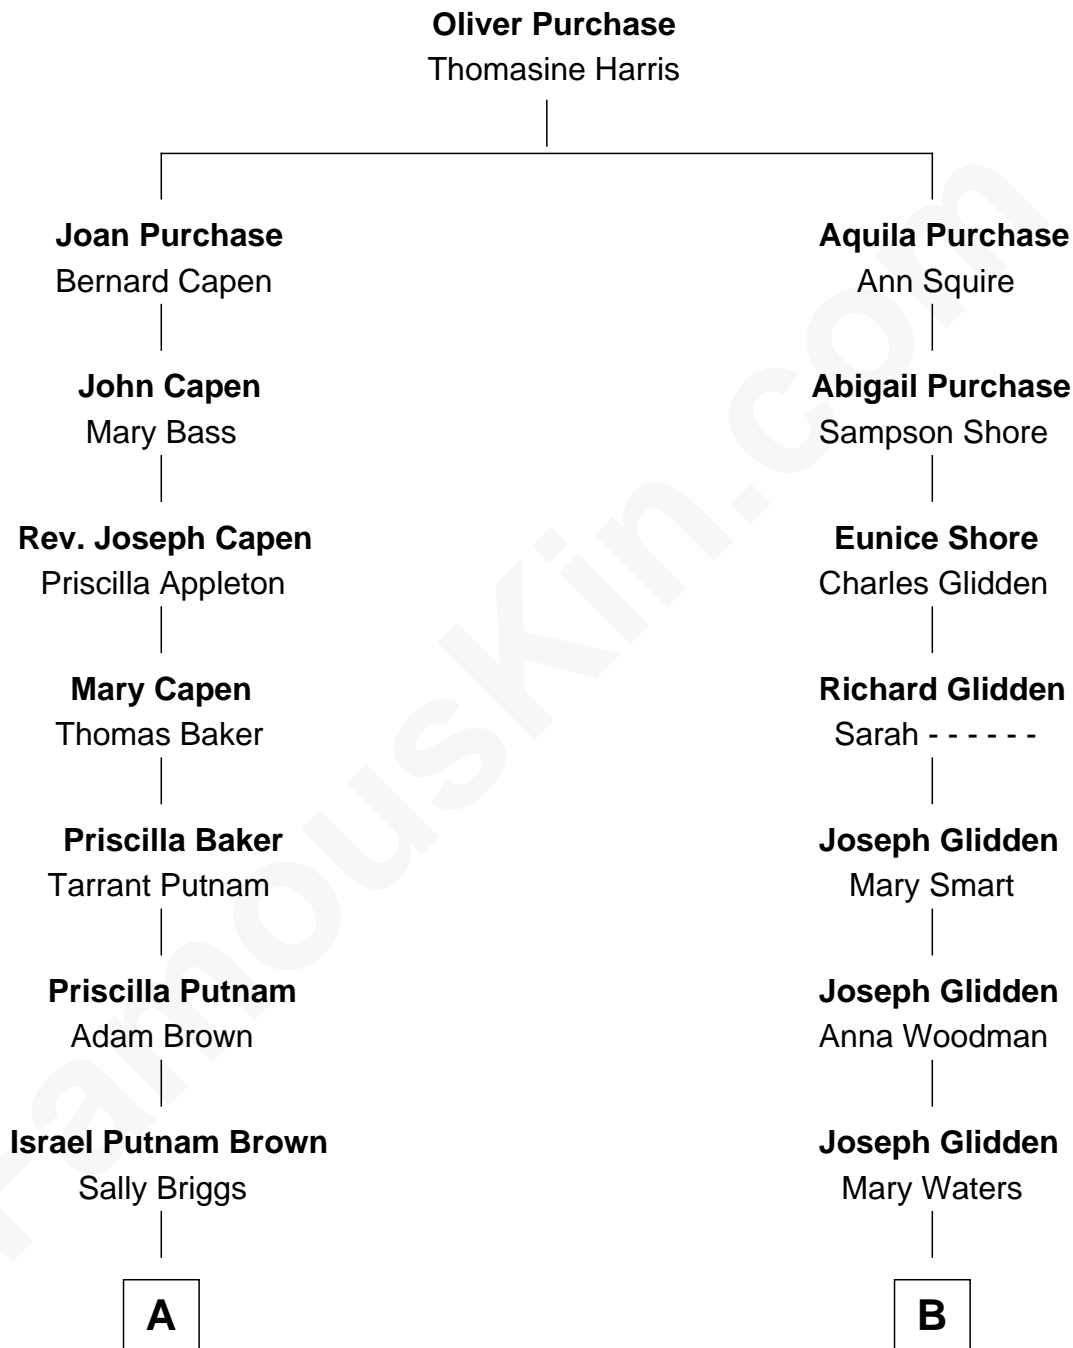 Oliver Purchase
Thomasine Harris
Joan Purchase
Bernard Capen
Aquila Purchase
Ann Squire
John Capen
Mary Bass
Abigail Purchase
Sampson Shore
Rev. Joseph Capen
Priscilla Appleton
Eunice Shore
Charles Glidden
Mary Capen
Thomas Baker
Richard Glidden
Sarah - - - - - -
Priscilla Baker
Tarrant Putnam
Joseph Glidden
Mary Smart
Priscilla Putnam
Adam Brown
Joseph Glidden
Anna Woodman
Israel Putnam Brown
Sally Briggs
Joseph Glidden
Mary Waters
A
B
FamousKin.com